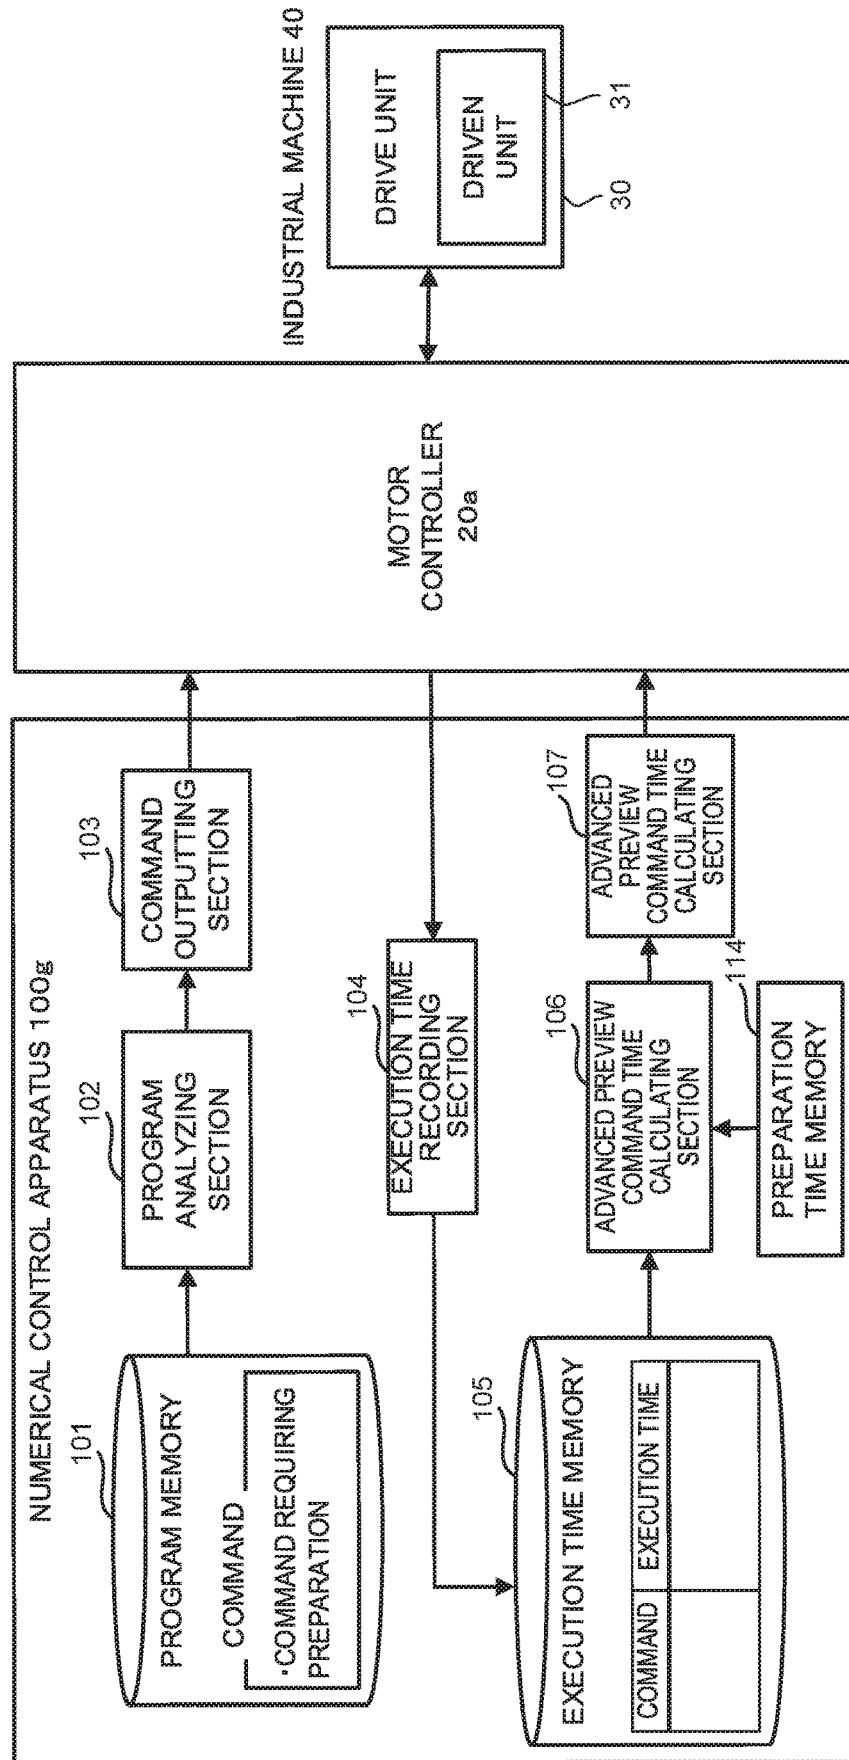 NUMERICAL CONTROL APPARATUS 100g
101
PROGRAM MEMORY
COMMAND
・COMMAND REQUIRING
PREPARATION
102
PROGRAM
ANALYZING
SECTION
103
COMMAND
OUTPUTTING
SECTION
104
EXECUTION TIME
RECORDING
SECTION
105
EXECUTION TIME MEMORY
COMMAND
EXECUTION TIME
106
ADVANCED PREVIEW
COMMAND TIME
CALCULATING
SECTION
107
ADVANCED
PREVIEW
COMMAND TIME
CALCULATING
SECTION
114
PREPARATION
TIME MEMORY
MOTOR
CONTROLLER
20a
INDUSTRIAL MACHINE 40
DRIVE UNIT
DRIVEN
UNIT
30
31